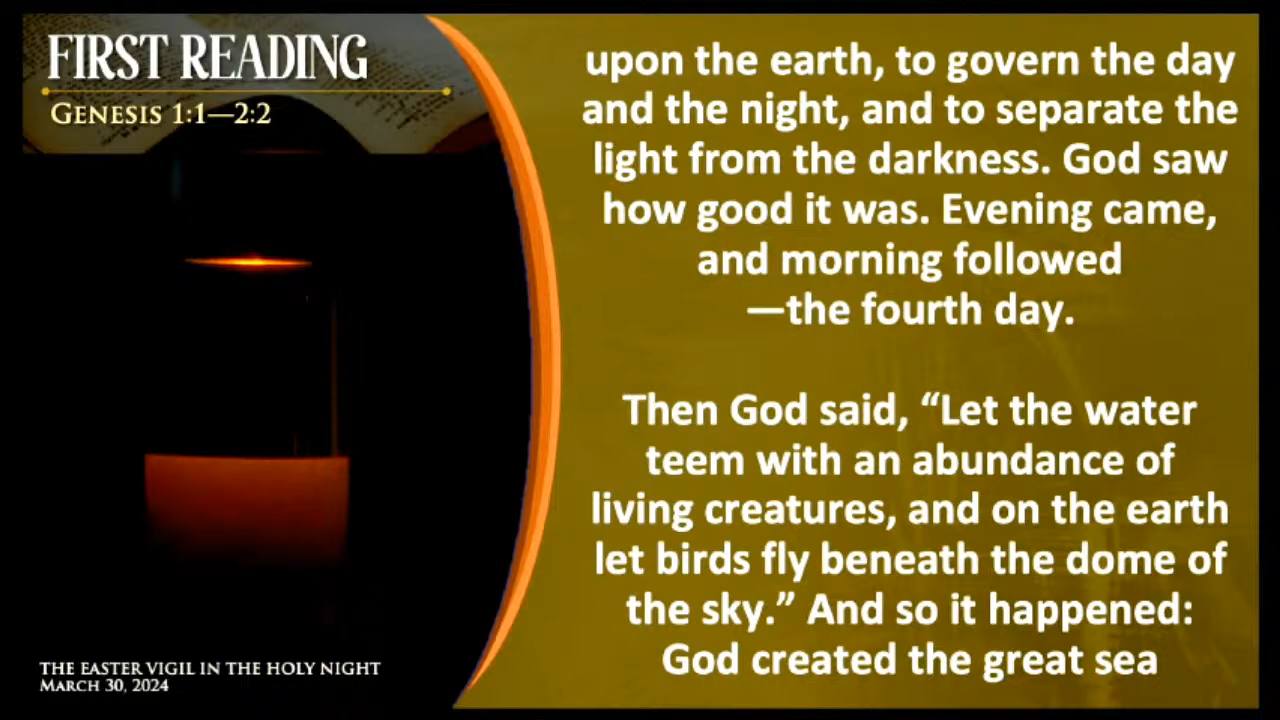 FIRST READING
GENESIS 1:1—2:2
upon the earth, to govern the day
and the night, and to separate the
light from the darkness. God saw
how good it was. Evening came,
and morning followed
—the fourth day.
Then God said, “Let the water
teem with an abundance of
living creatures, and on the earth
let birds fly beneath the dome of
the sky.” And so it happened:
God created the great sea
THE EASTER VIGIL IN THE HOLY NIGHT
MARCH 30, 2024